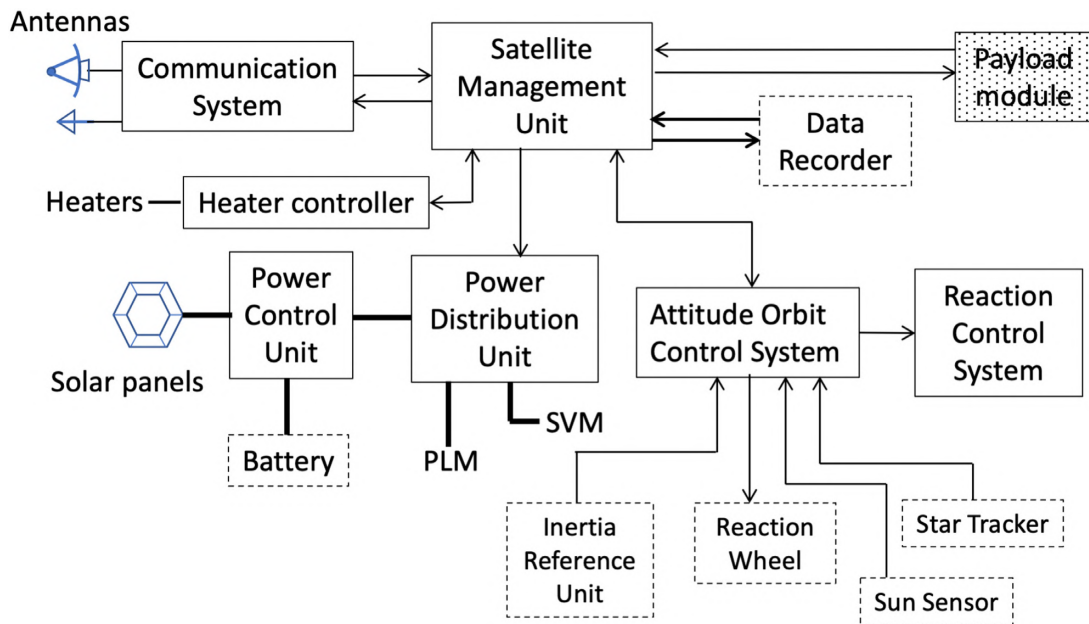 Antennas
Communication
System
Satellite
Management
Unit
Payload
module
Data
Recorder
Heaters
Heater controller
Power
Control
Unit
Power
Distribution
Unit
Attitude Orbit
Control System
Reaction
Control
System
Solar panels
SVM
PLM
Battery
Inertia
Reference
Unit
Reaction
Wheel
Star Tracker
Sun Sensor